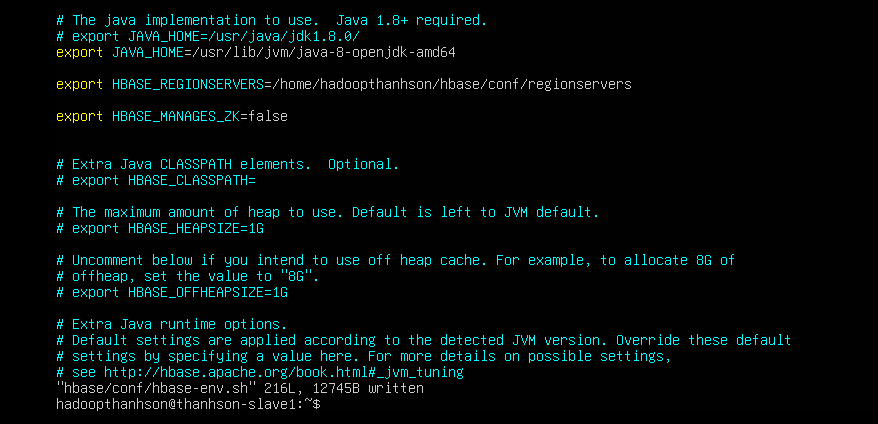 # The java implementation to use.  Java 1.8+ required.
# export JAVA_HOME=/usr/java/jdk1.8.0/
export JAVA_HOME=/usr/lib/jvm/java-8-openjdk-amd64
export HBASE_REGIONSERVERS=/home/hadoopthanhson/hbase/conf/regionservers
export HBASE_MANAGES_ZK=false
# Extra Java CLASSPATH elements.  Optional.
# export HBASE_CLASSPATH=
# The maximum amount of heap to use. Default is left to JVM default.
# export HBASE_HEAPSIZE=1G
# Uncomment below if you intend to use off heap cache. For example, to allocate 8G of
# offheap, set the value to "8G".
# export HBASE_OFFHEAPSIZE=1G
# Extra Java runtime options.
# Default settings are applied according to the detected JVM version. Override these default
# settings by specifying a value here. For more details on possible settings,
# see http://hbase.apache.org/book.html#_jvm_tuning
"hbase/conf/hbase-env.sh" 216L, 12745B written
hadoopthanhson@thanhson-slave1:~$